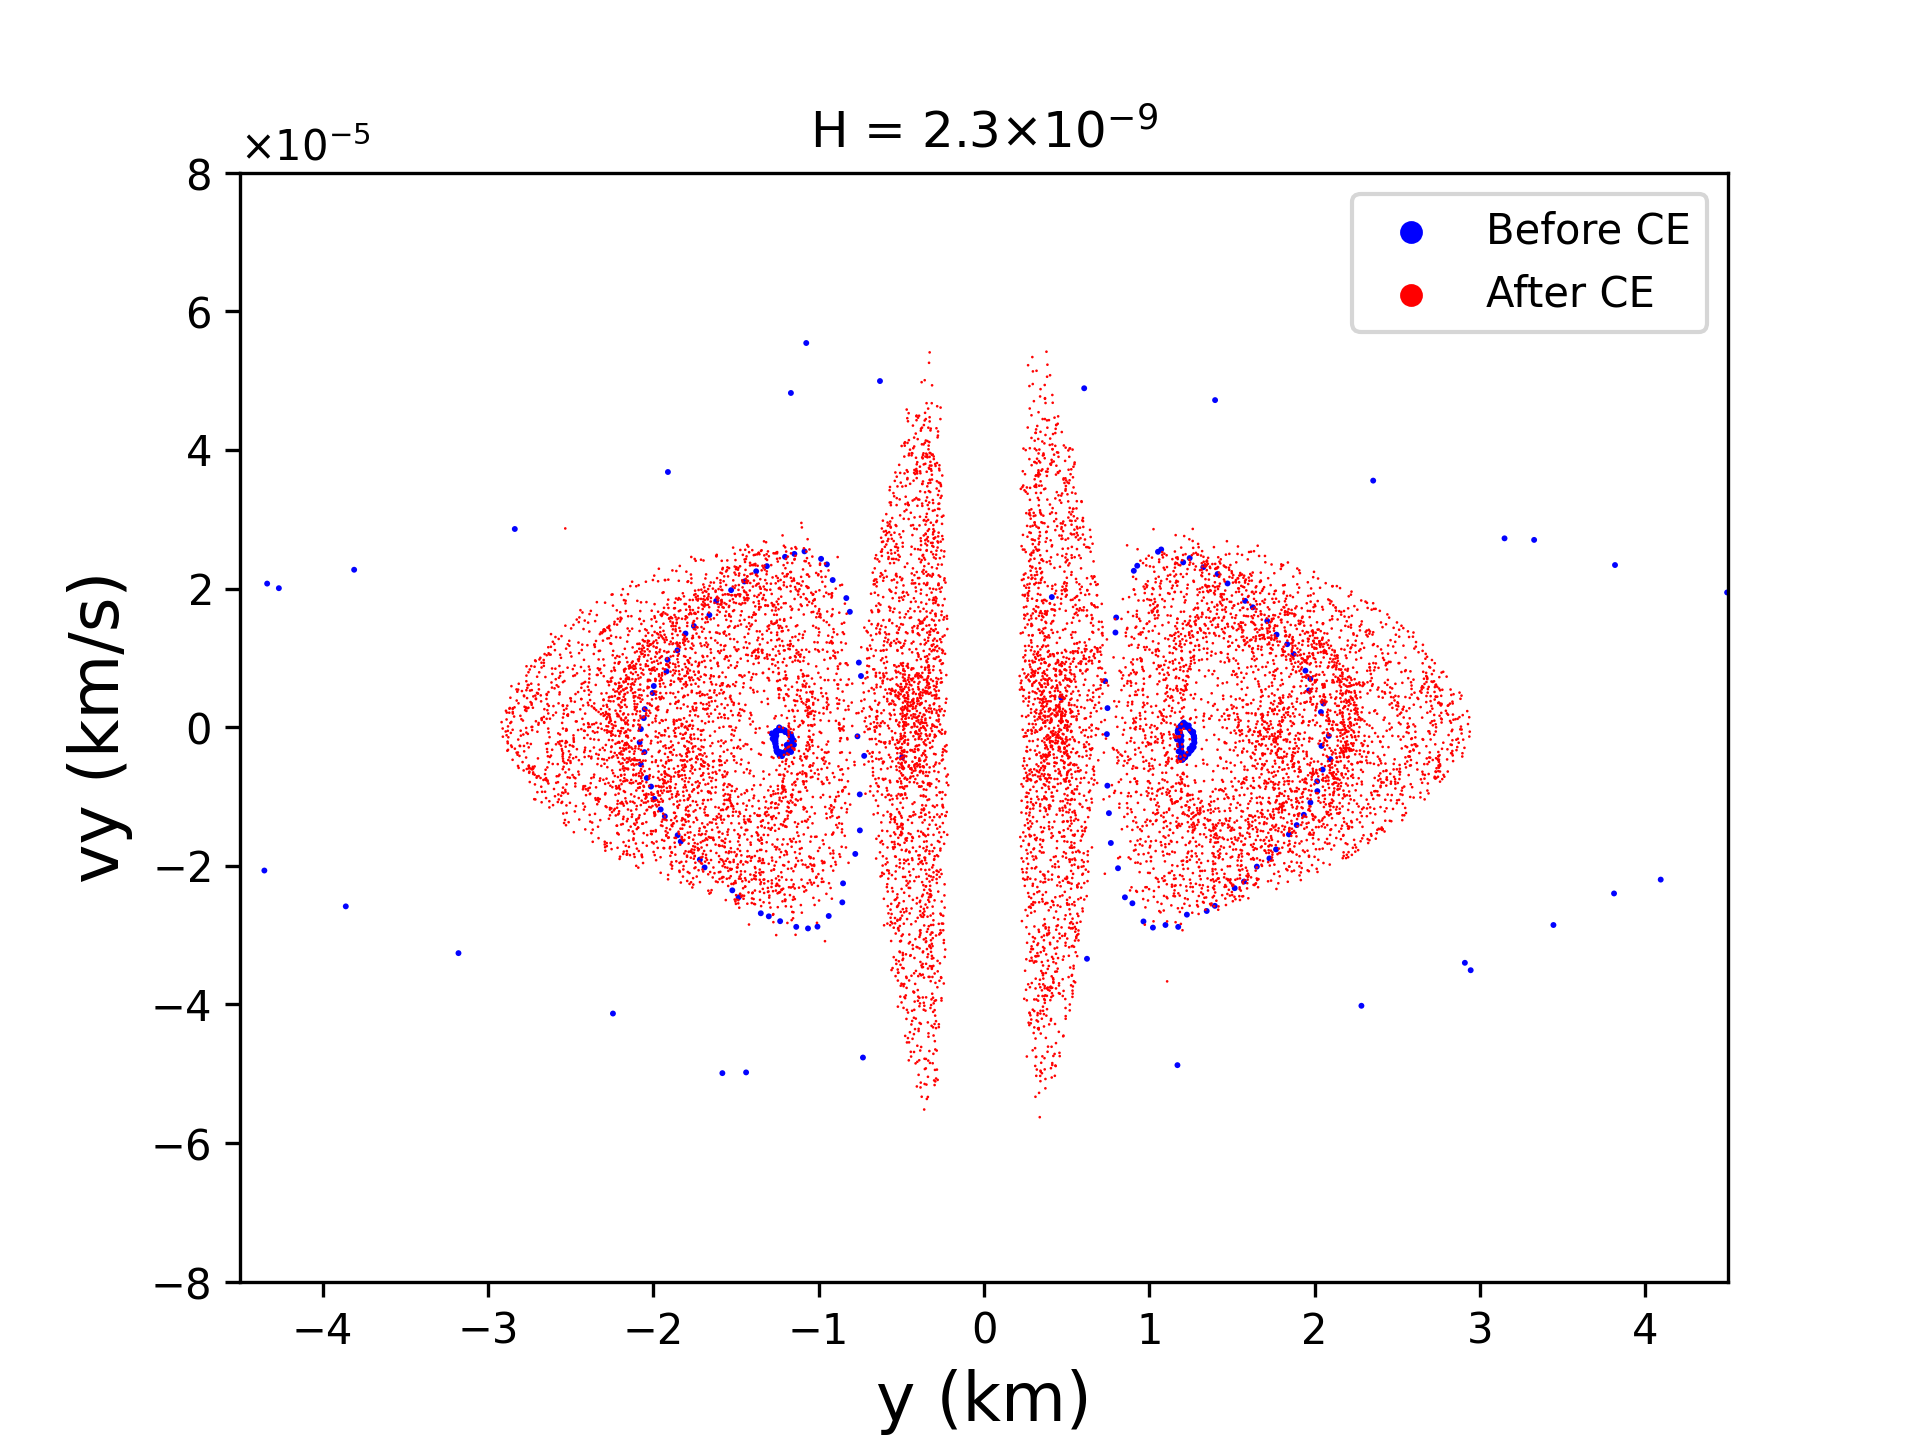 H = 2.3×10⁻⁹
×10⁻⁵
Before CE
After CE
8
6
4
2
0
−2
−4
−6
−8
vy (km/s)
−4 −3 −2 −1 0 1 2 3 4
y (km)